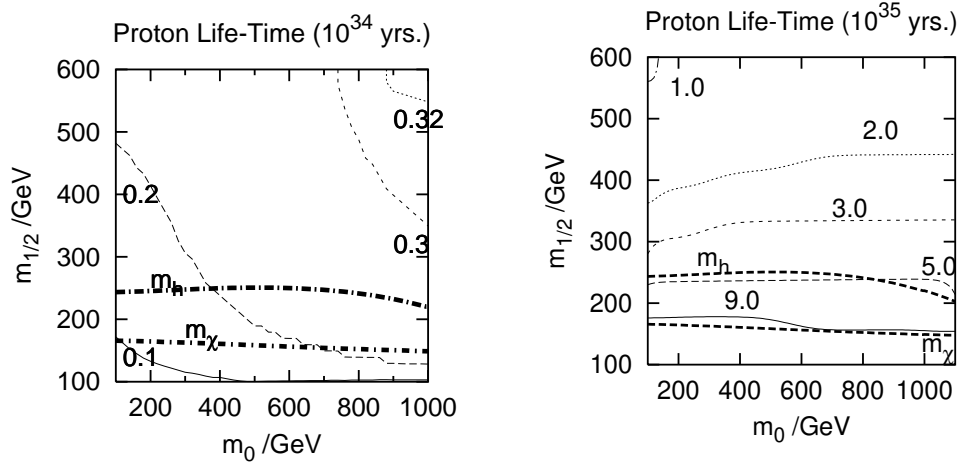 Proton Life-Time (10^34 yrs.)
600
500
400
300
200
100
m_1/2 /GeV
0.32
0.2
0.3
m_h
m_χ
0.1
200 400 600 800 1000
m_0 /GeV
Proton Life-Time (10^35 yrs.)
600
500
400
300
200
100
m_1/2 /GeV
1.0
2.0
3.0
m_h
5.0
9.0
m_χ
200 400 600 800 1000
m_0 /GeV